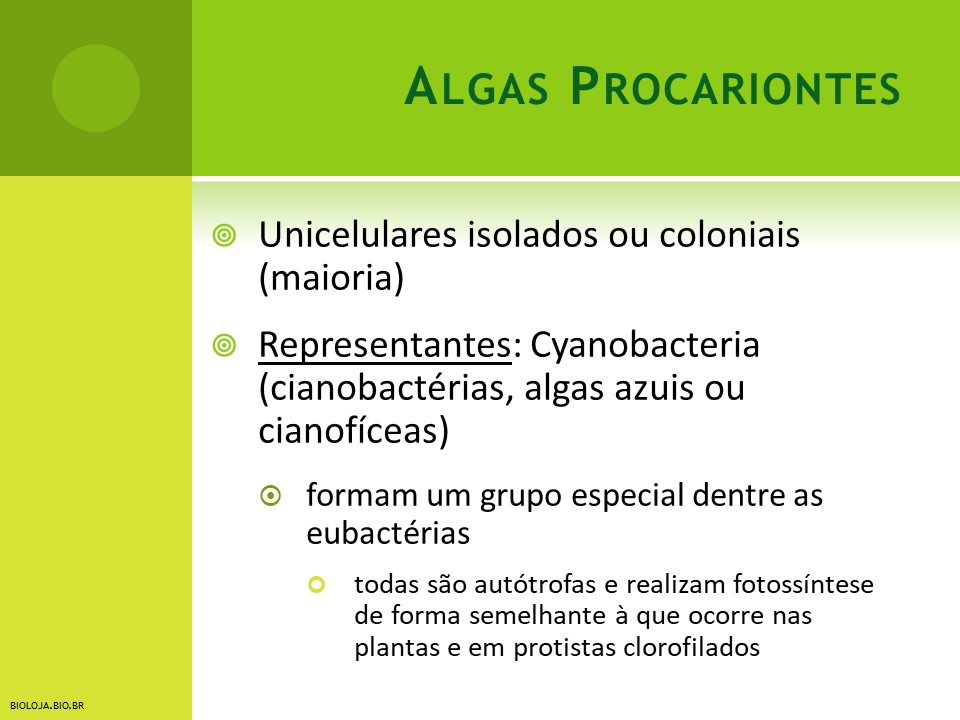 Algas Procariontes
Unicelulares isolados ou coloniais
(maioria)
Representantes: Cyanobacteria
(cianobactérias, algas azuis ou
cianofíceas)
formam um grupo especial dentre as
eubactérias
todas são autótrofas e realizam fotossíntese
de forma semelhante à que ocorre nas
plantas e em protistas clorofilados
bioloja.bio.br